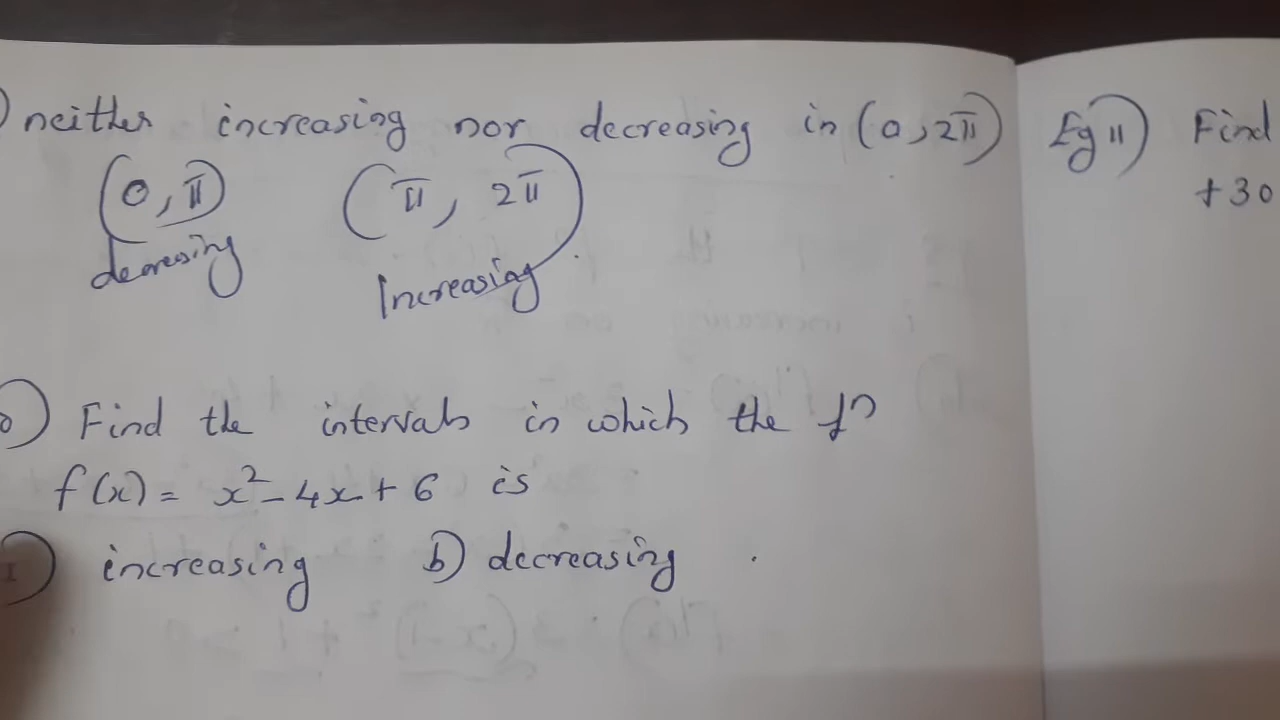 ) neither increasing nor decreasing in (0, 2π)
(0, π) (π, 2π)
decreasing Increasing
) Find the intervals in which the fn
f(x) = x² - 4x + 6 is
) increasing b) decreasing .
Eg 11) Find
+30